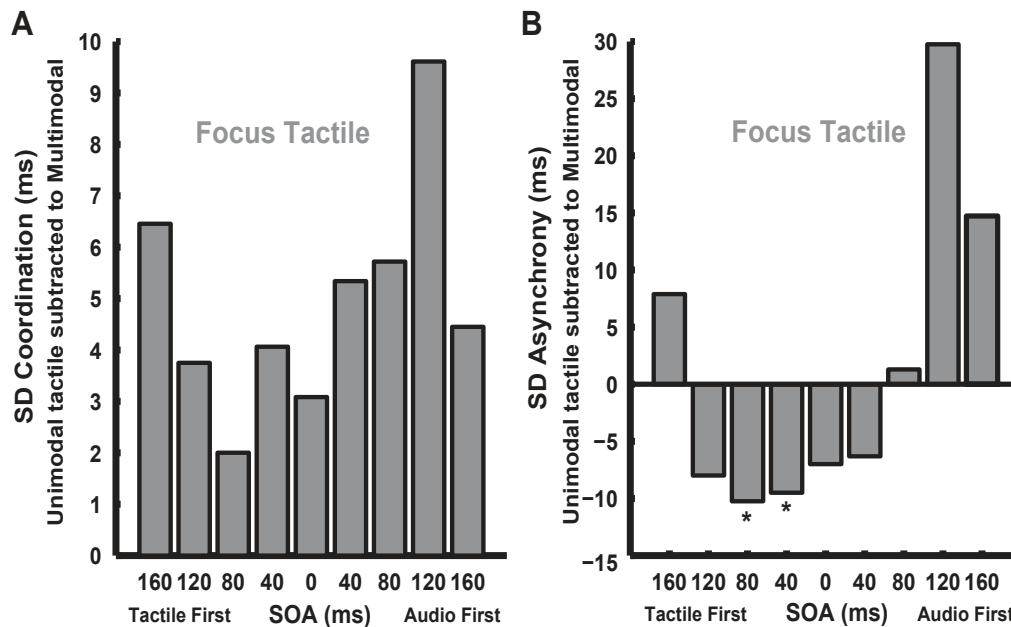 A
SD Coordination (ms)
Unimodal tactile subtracted to Multimodal
10
9
8
7
6
5
4
3
2
1
0
Focus Tactile
160 120 80 40 0 40 80 120 160
Tactile First SOA (ms) Audio First
B
SD Asynchrony (ms)
Unimodal tactile subtracted to Multimodal
30
25
20
15
10
5
0
−5
−10
−15
Focus Tactile
* *
160 120 80 40 0 40 80 120 160
Tactile First SOA (ms) Audio First